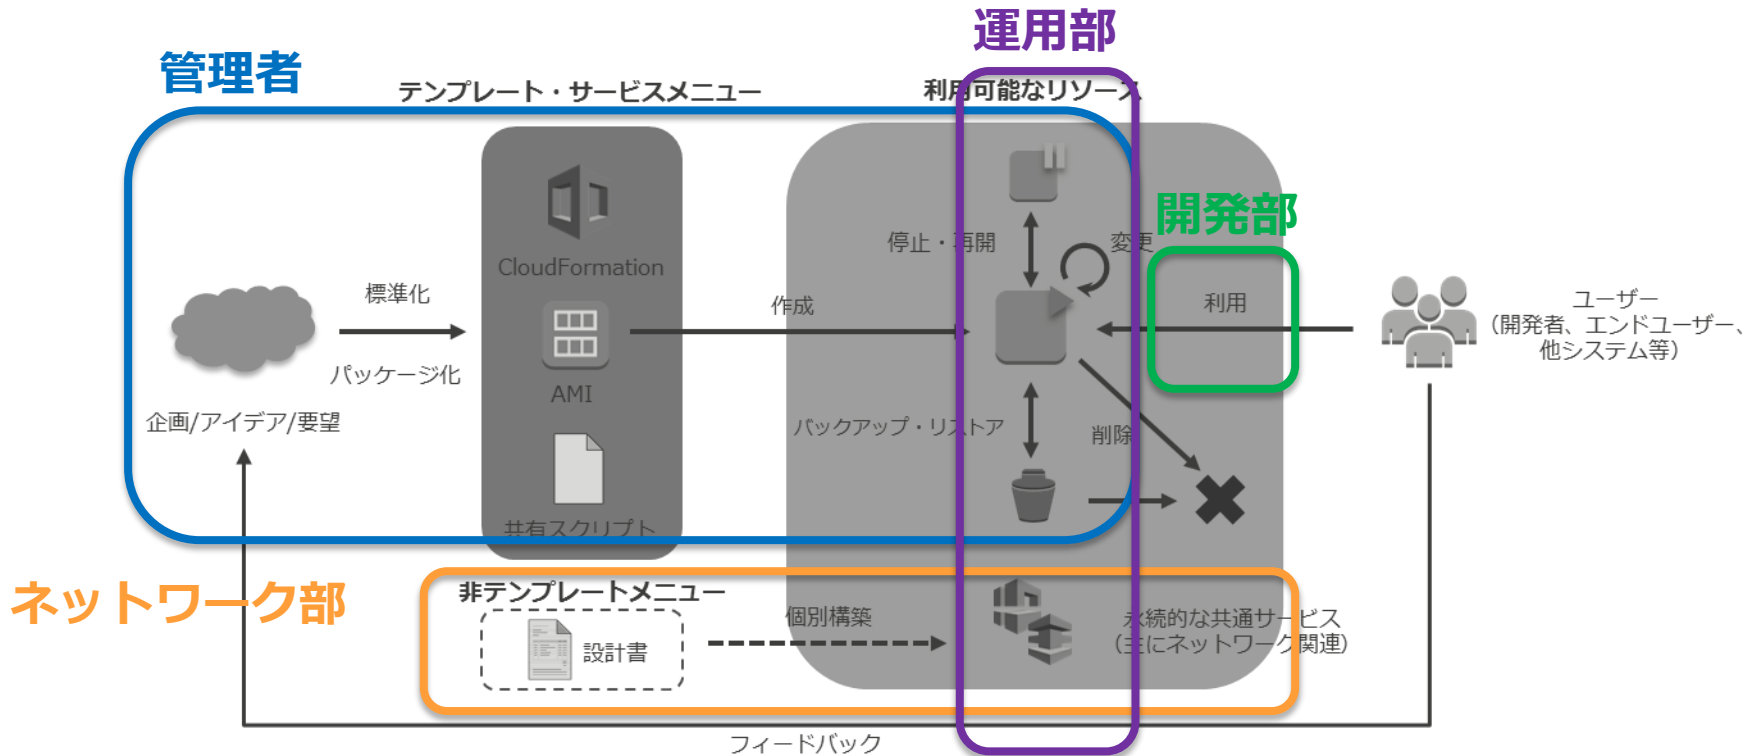 運用部
管理者
テンプレート・サービスメニュー
利用可能なリソース
開発部
停止・再開
変更
CloudFormation
標準化
作成
利用
ユーザー
（開発者、エンドユーザー、
他システム等）
パッケージ化
AMI
企画/アイデア/要望
バックアップ・リストア
削除
共有スクリプト
ネットワーク部
非テンプレートメニュー
個別構築
永続的な共通サービス
（主にネットワーク関連）
設計書
フィードバック